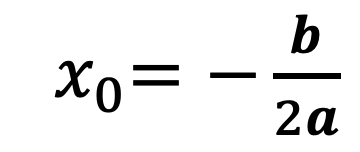 x₀ = − b/2a